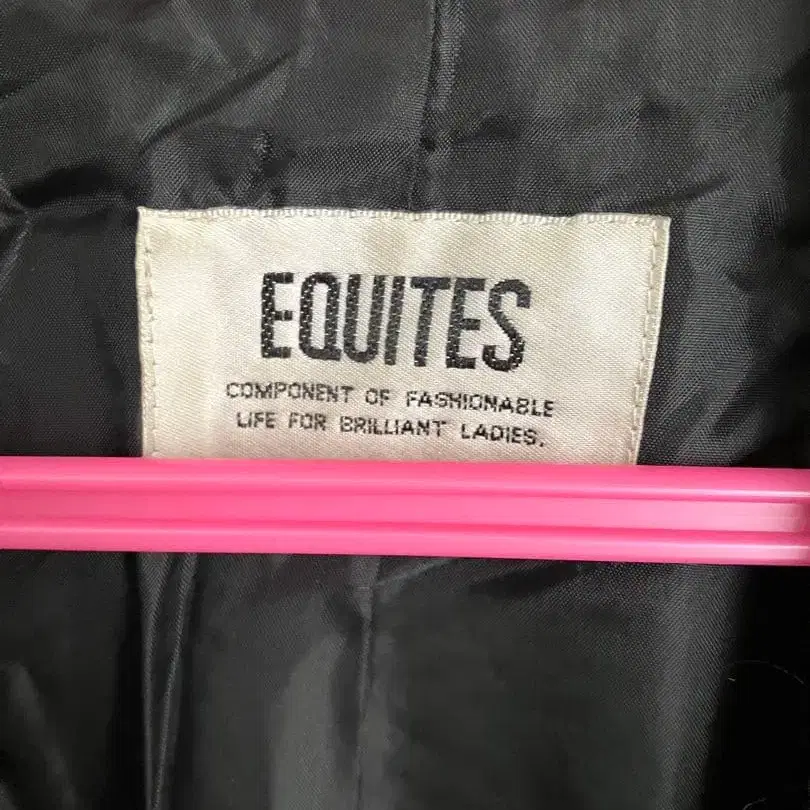 EQUITES
COMPONENT OF FASHIONABLE
LIFE FOR BRILLIANT LADIES.